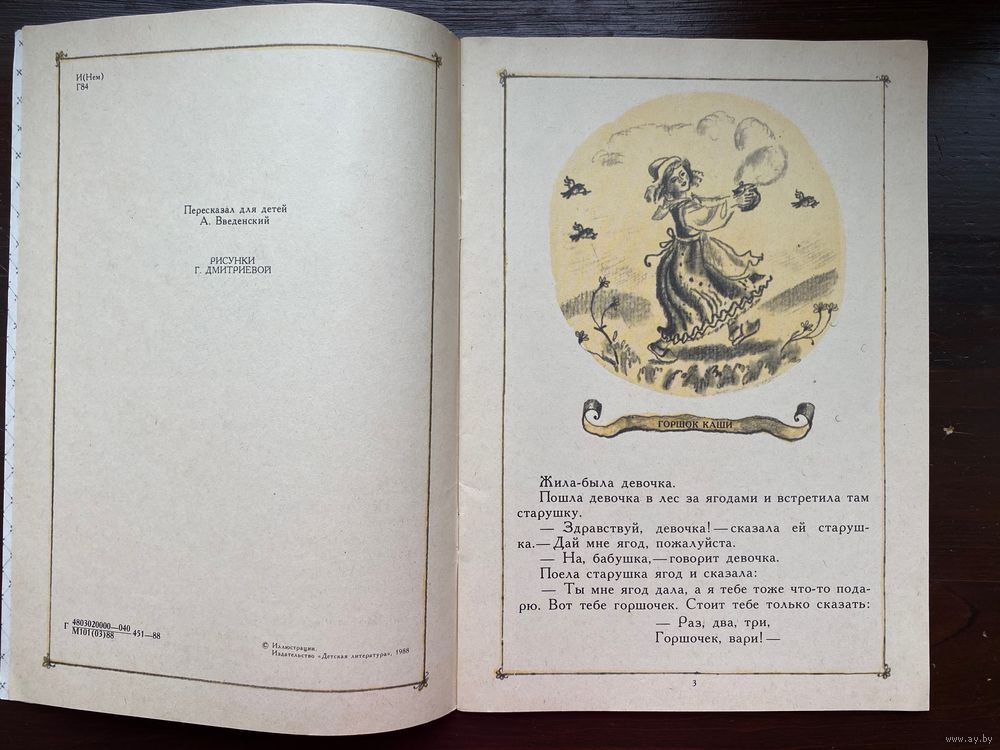 И(Нем)
Г84
Пересказал для детей
А. Введенский
РИСУНКИ
Г. ДМИТРИЕВОЙ
Г 4803020000—040
М101(03)88 451—88
© Иллюстрации.
Издательство «Детская литература», 1988
ГОРШОК КАШИ
Жила-была девочка.
Пошла девочка в лес за ягодами и встретила там
старушку.
— Здравствуй, девочка! — сказала ей старуш-
ка. — Дай мне ягод, пожалуйста.
— На, бабушка, — говорит девочка.
Поела старушка ягод и сказала:
— Ты мне ягод дала, а я тебе тоже что-то пода-
рю. Вот тебе горшочек. Стоит тебе только сказать:
— Раз, два, три,
Горшочек, вари! —
3
www.ay.by